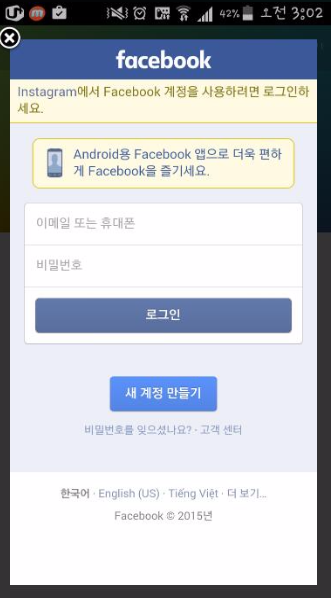 42% 오전 3:02
facebook
Instagram에서 Facebook 계정을 사용하려면 로그인하
세요.
Android용 Facebook 앱으로 더욱 편하
게 Facebook을 즐기세요.
이메일 또는 휴대폰
비밀번호
로그인
새 계정 만들기
비밀번호를 잊으셨나요? · 고객 센터
한국어 · English (US) · Tiếng Việt · 더 보기...
Facebook © 2015년